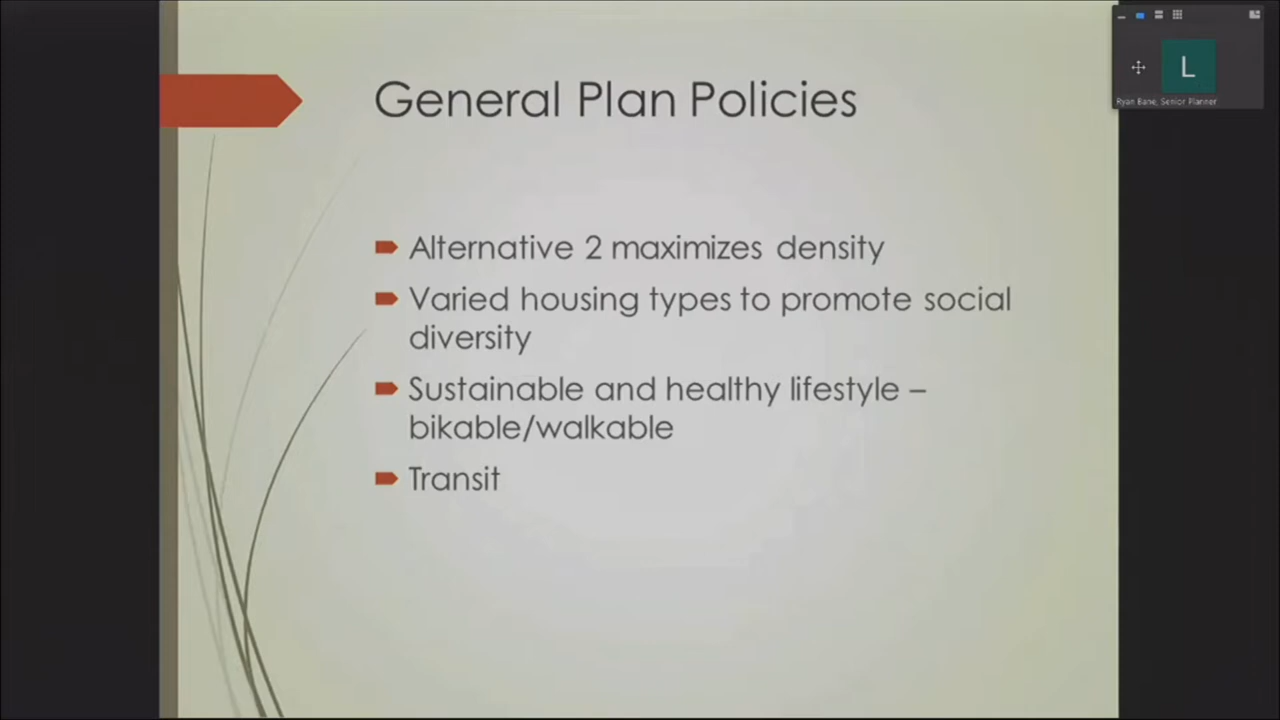 General Plan Policies
Alternative 2 maximizes density
Varied housing types to promote social
diversity
Sustainable and healthy lifestyle –
bikable/walkable
Transit
L
Ryan Bane, Senior Planner